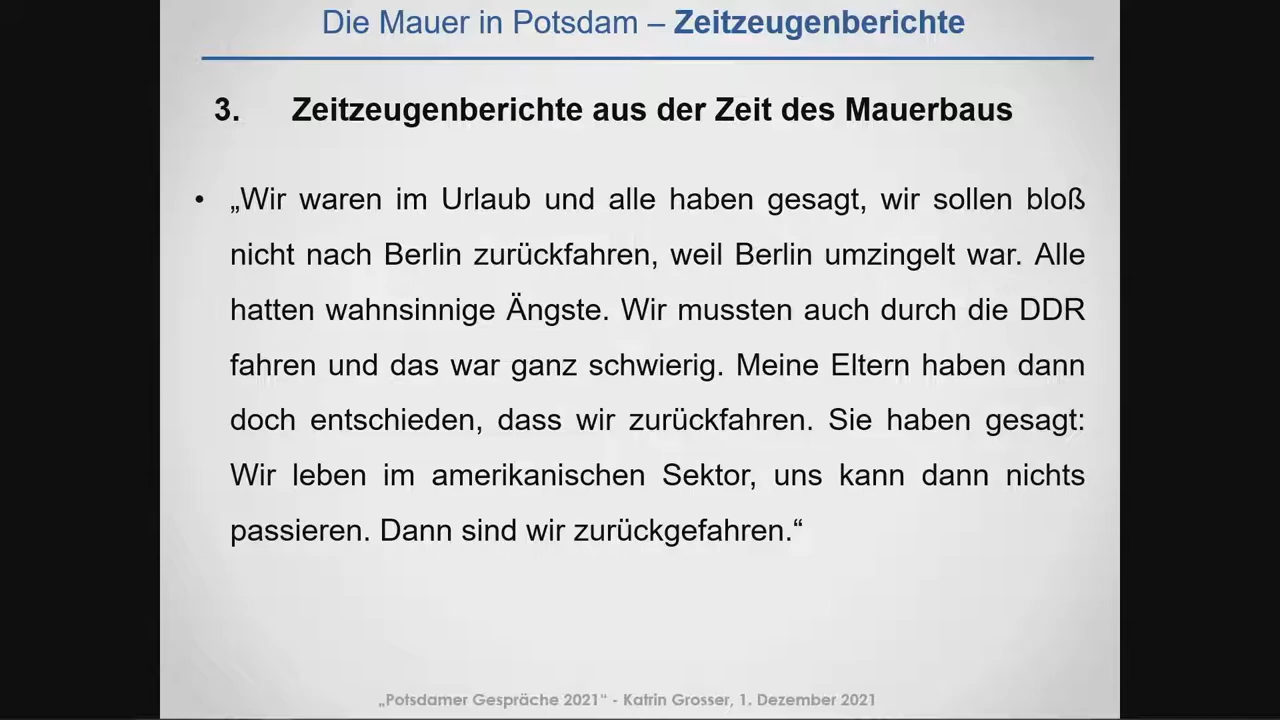 Die Mauer in Potsdam – Zeitzeugenberichte
3. Zeitzeugenberichte aus der Zeit des Mauerbaus
• „Wir waren im Urlaub und alle haben gesagt, wir sollen bloß
nicht nach Berlin zurückfahren, weil Berlin umzingelt war. Alle
hatten wahnsinnige Ängste. Wir mussten auch durch die DDR
fahren und das war ganz schwierig. Meine Eltern haben dann
doch entschieden, dass wir zurückfahren. Sie haben gesagt:
Wir leben im amerikanischen Sektor, uns kann dann nichts
passieren. Dann sind wir zurückgefahren.“
„Potsdamer Gespräche 2021“ - Katrin Grosser, 1. Dezember 2021